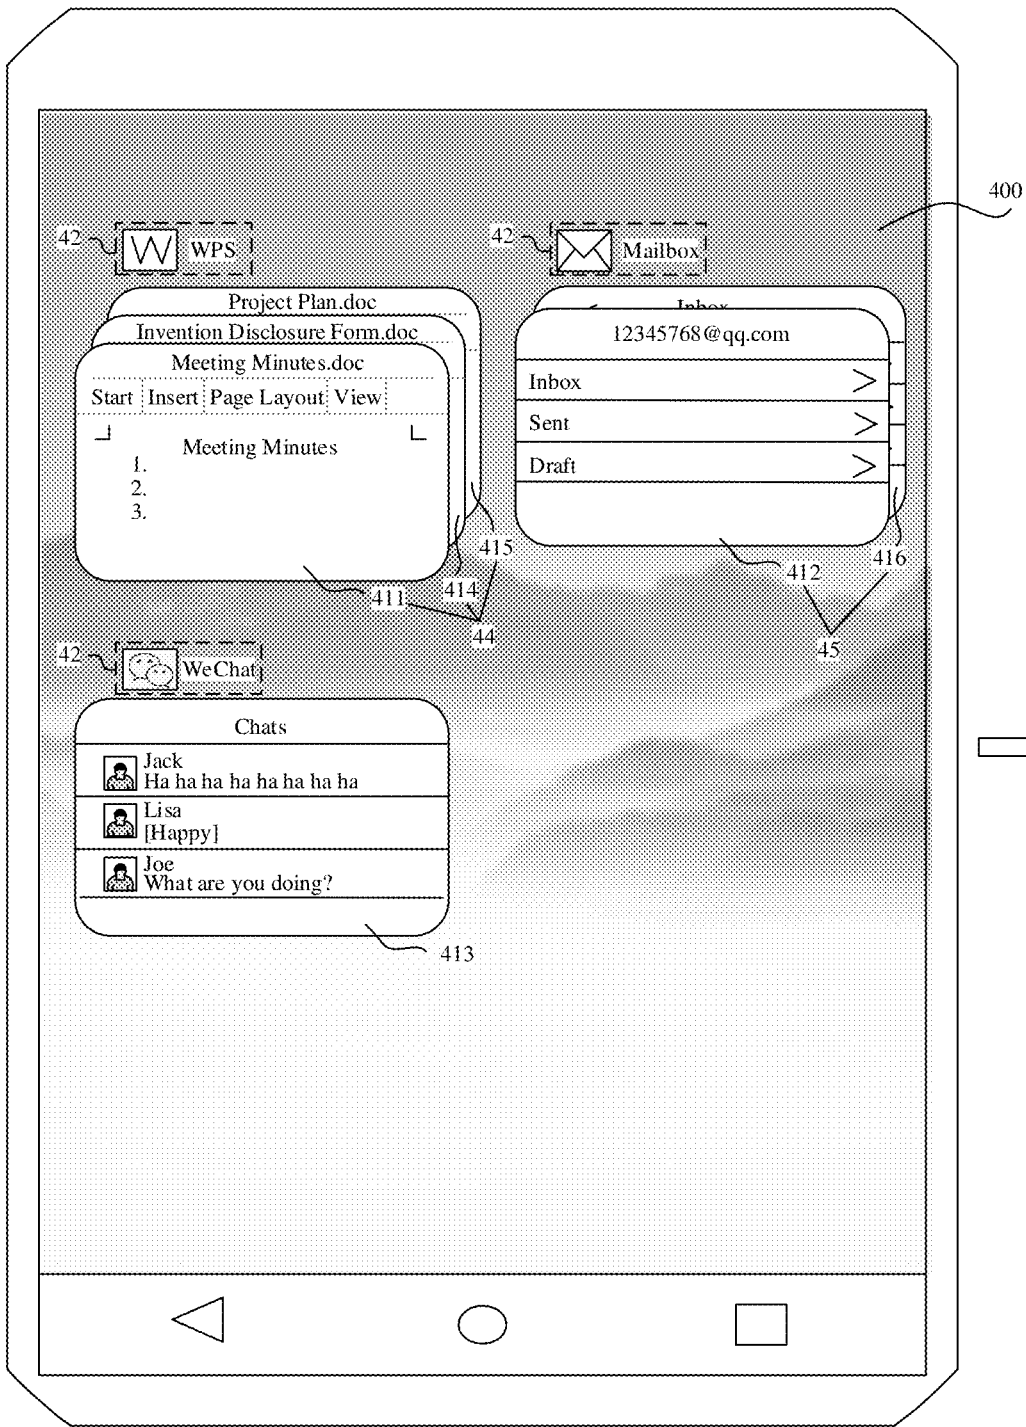 400
42
WPS
42
Mailbox
Project Plan.doc
Invention Disclosure Form.doc
Meeting Minutes.doc
Start Insert Page Layout View
Meeting Minutes
1.
2.
3.
Inbox
12345768@qq.com
Inbox
Sent
Draft
415
414
411
44
416
412
45
42
WeChat
Chats
Jack
Ha ha ha ha ha ha ha ha
Lisa
[Happy]
Joe
What are you doing?
413